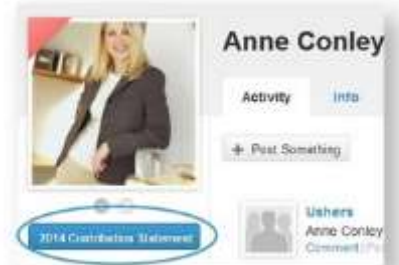 Anne Conley
Activity Info
+ Post Something
2014 Contribution Statement
Ushers
Anne Conley
Comment